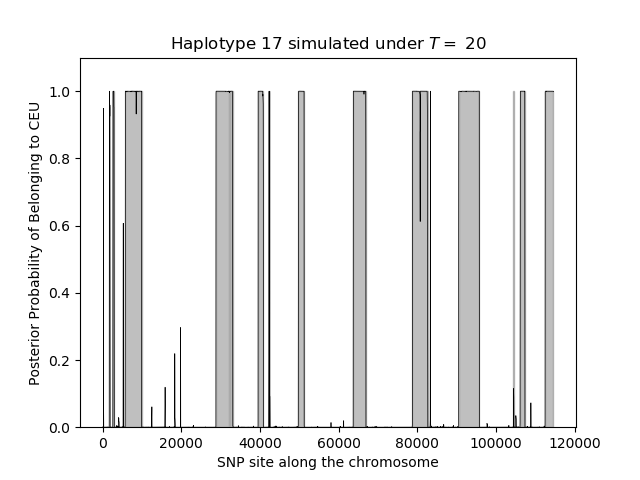 Haplotype 17 simulated under T = 20
Posterior Probability of Belonging to CEU
1.0
0.8
0.6
0.4
0.2
0.0
0 20000 40000 60000 80000 100000 120000
SNP site along the chromosome